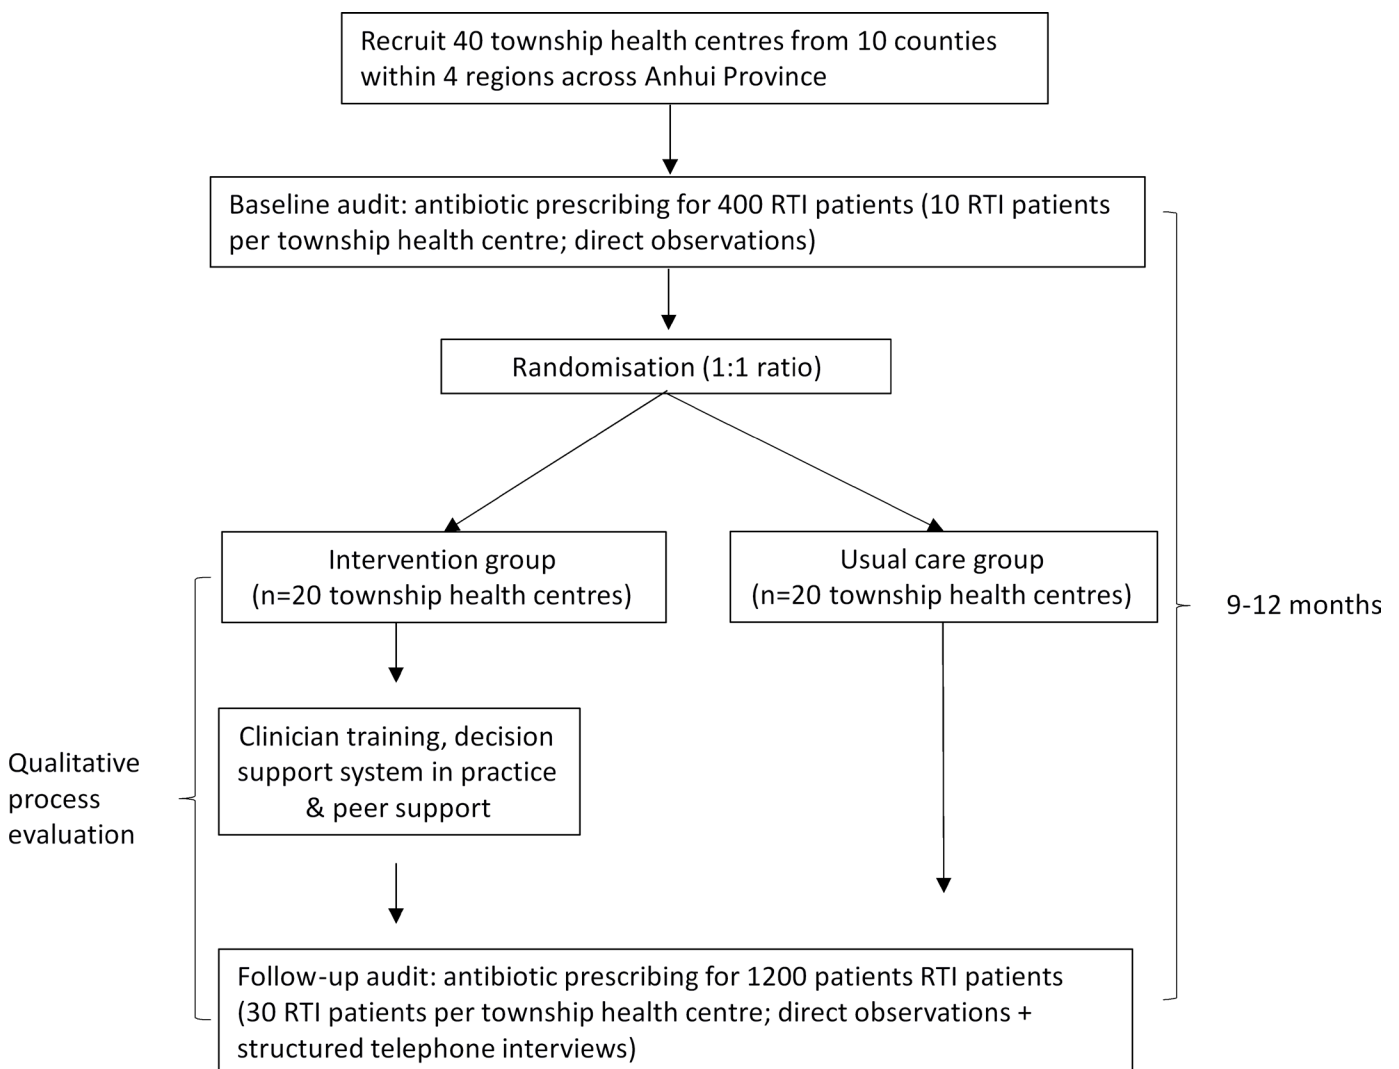 Recruit 40 township health centres from 10 counties
within 4 regions across Anhui Province
Baseline audit: antibiotic prescribing for 400 RTI patients (10 RTI patients
per township health centre; direct observations)
Randomisation (1:1 ratio)
Intervention group
(n=20 township health centres)
Usual care group
(n=20 township health centres)
9-12 months
Clinician training, decision
support system in practice
& peer support
Qualitative
process
evaluation
Follow-up audit: antibiotic prescribing for 1200 patients RTI patients
(30 RTI patients per township health centre; direct observations +
structured telephone interviews)